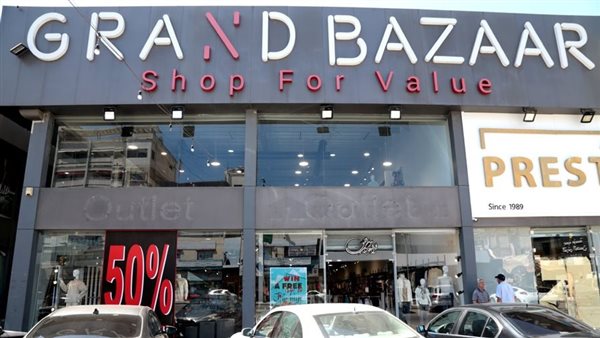 GRAND BAZAAR
Shop For Value
PREST
Since 1989
Outlet
Outlet
50%
WIN
A FREE